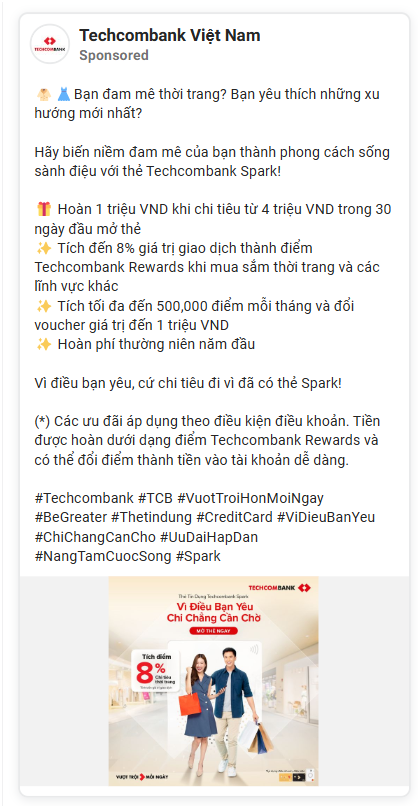 TECHCOMBANK
Techcombank Việt Nam
Sponsored
👚 👗 Bạn đam mê thời trang? Bạn yêu thích những xu
hướng mới nhất?
Hãy biến niềm đam mê của bạn thành phong cách sống
sành điệu với thẻ Techcombank Spark!
🎁 Hoàn 1 triệu VND khi chi tiêu từ 4 triệu VND trong 30
ngày đầu mở thẻ
✨ Tích đến 8% giá trị giao dịch thành điểm
Techcombank Rewards khi mua sắm thời trang và các
lĩnh vực khác
✨ Tích tối đa đến 500,000 điểm mỗi tháng và đổi
voucher giá trị đến 1 triệu VND
✨ Hoàn phí thường niên năm đầu
Vì điều bạn yêu, cứ chi tiêu đi vì đã có thẻ Spark!
(*) Các ưu đãi áp dụng theo điều kiện điều khoản. Tiền
được hoàn dưới dạng điểm Techcombank Rewards và
có thể đổi điểm thành tiền vào tài khoản dễ dàng.
#Techcombank #TCB #VuotTroiHonMoiNgay
#BeGreater #Thetindung #CreditCard #ViDieuBanYeu
#ChiChangCanCho #UuDaiHapDan
#NangTamCuocSong #Spark
TECHCOMBANK
Thẻ Tín Dụng Techcombank Spark
Vì Điều Bạn Yêu
Chi Chẳng Cần Chờ
MỞ THẺ NGAY
Tích điểm
8%
Chi tiêu
thời trang
VƯỢT TRỘI MỖI NGÀY